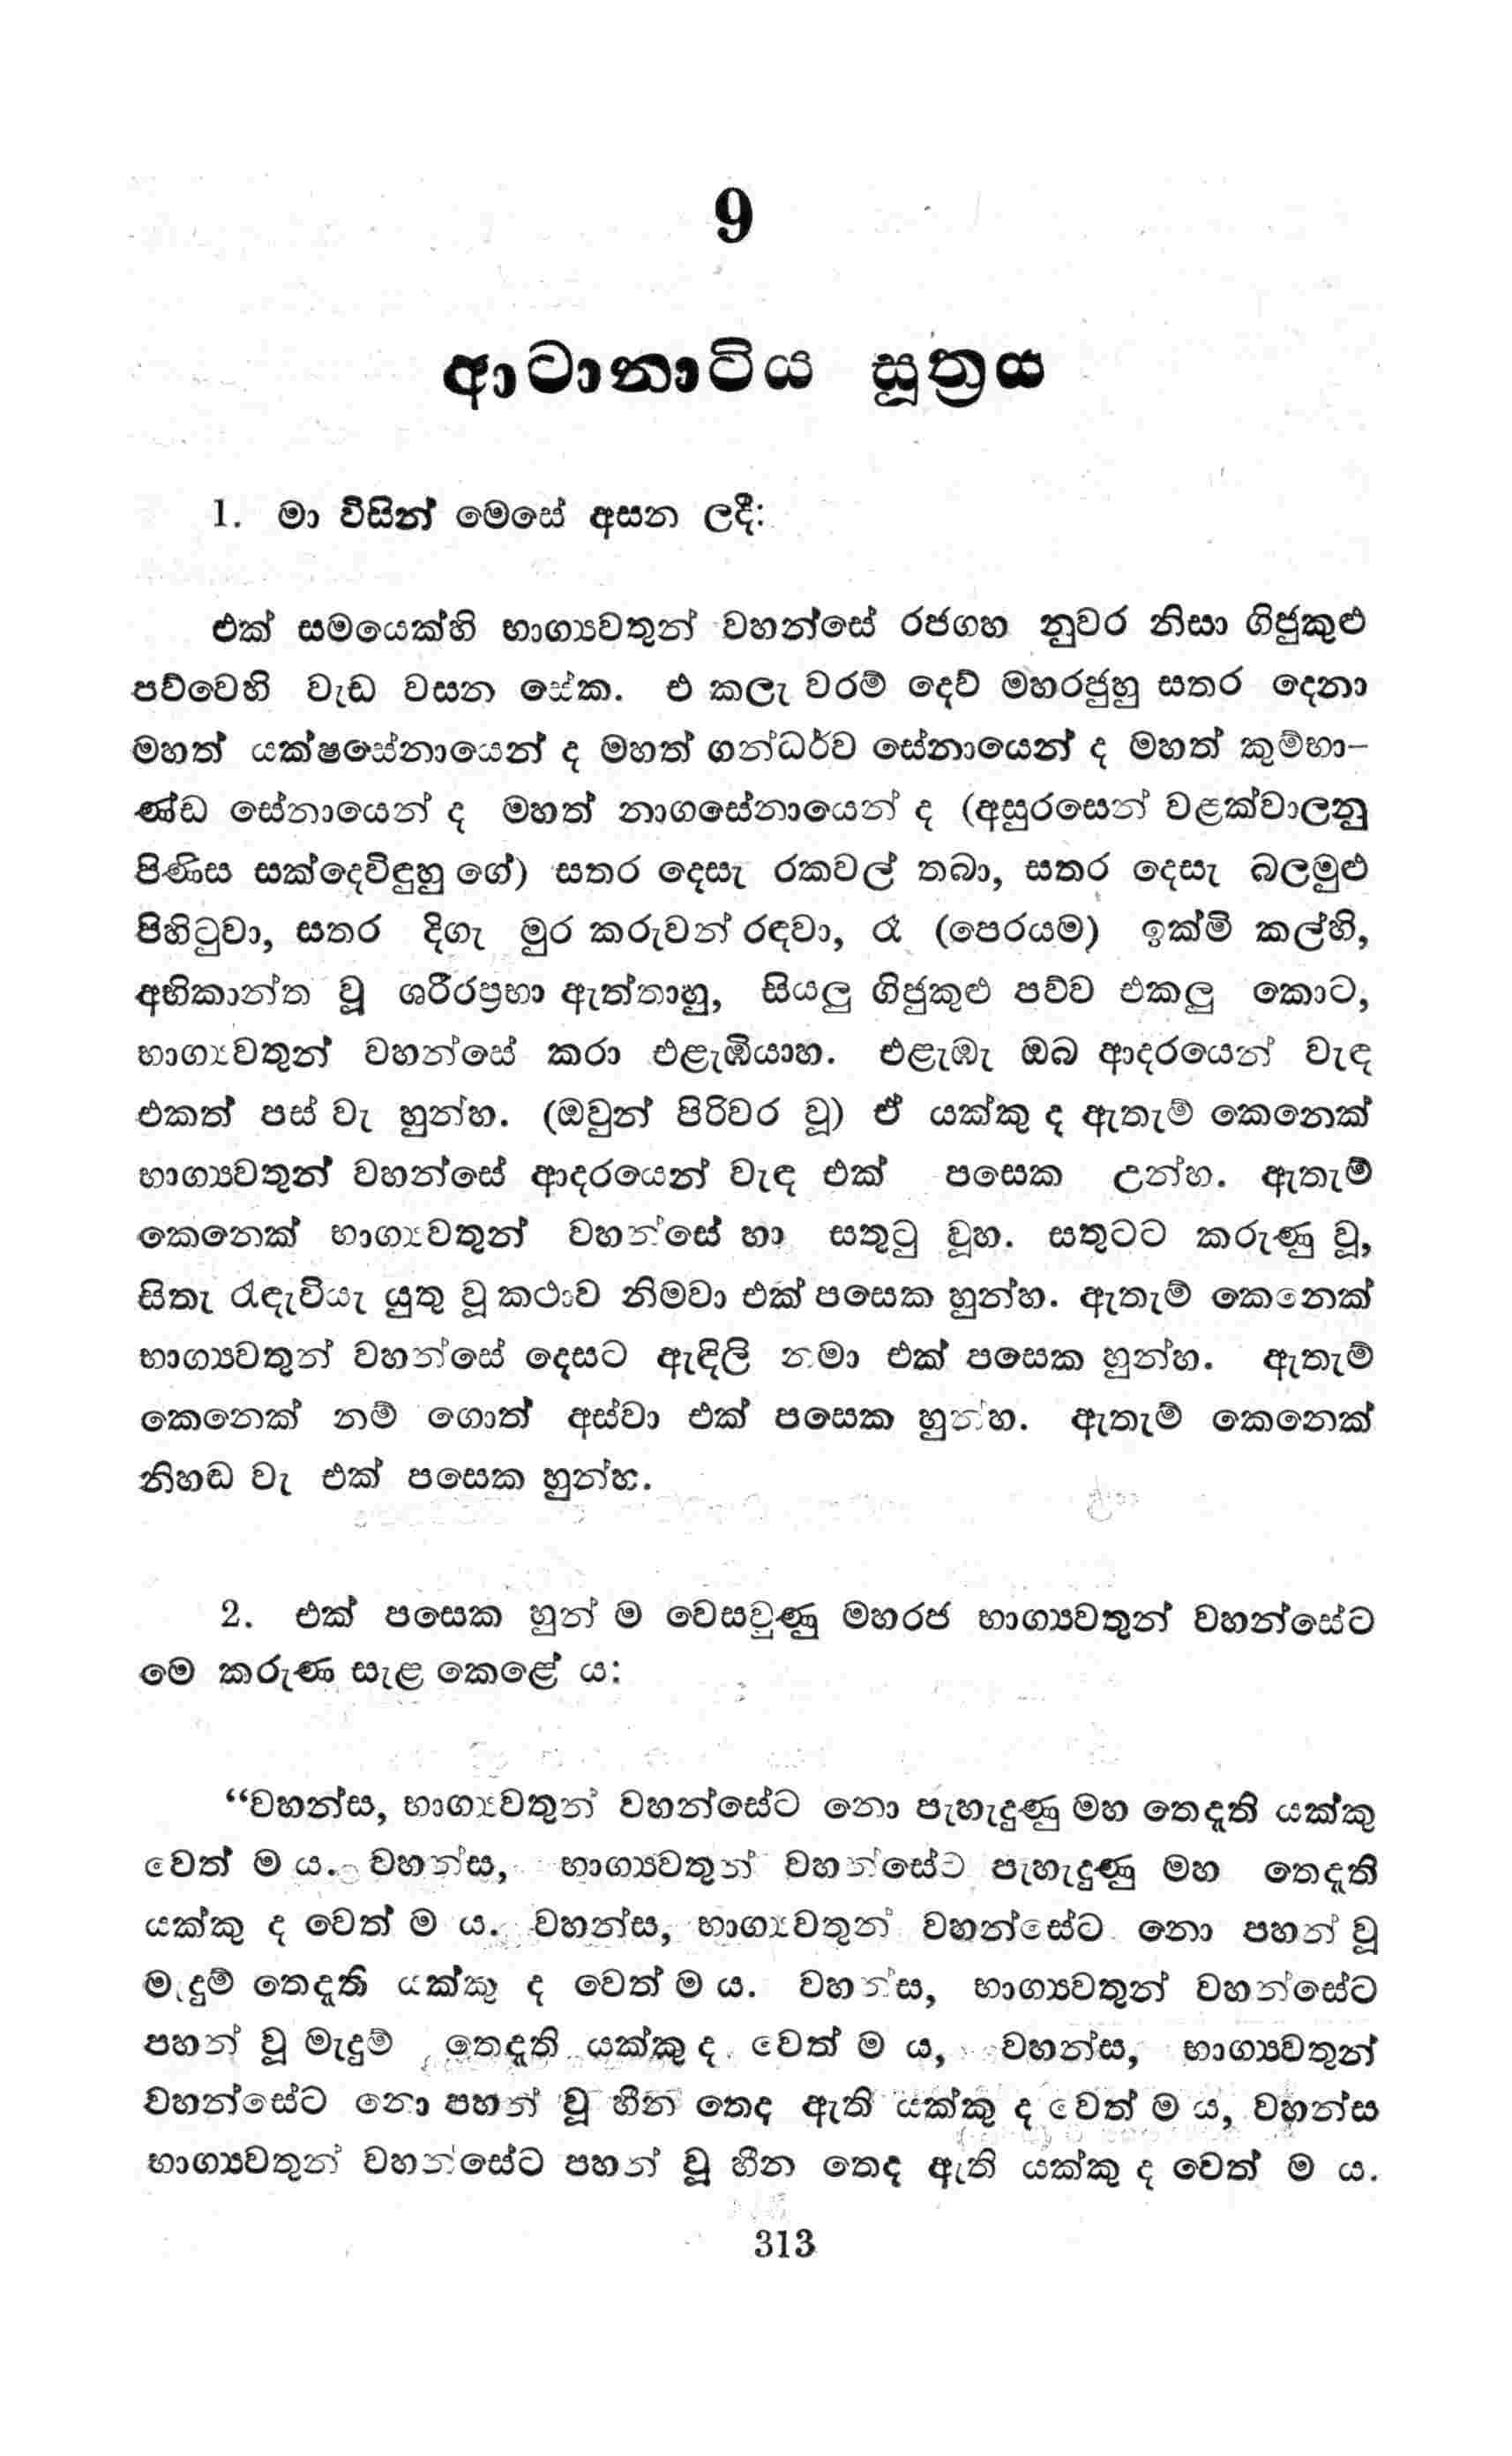 9
ආටානාටිය සූත්‍රය
1. මා විසින් මෙසේ අසන ලදී:
එක් සමයෙක්හි භාග්‍යවතුන් වහන්සේ රජගහ නුවර නිසා ගිජුකුළු
පව්වෙහි වැඩ වසන සේක. එ කලැ වරම් දෙව් මහරජුහු සතර දෙනා
මහත් යක්ෂසේනායෙන් ද මහත් ගන්ධර්ව සේනායෙන් ද මහත් කුම්භා-
ණ්ඩ සේනායෙන් ද මහත් නාගසේනායෙන් ද (අසුරසෙන් වළක්වාලනු
පිණිස සක්දෙවිඳුහු ගේ) සතර දෙසැ රකවල් තබා, සතර දෙසැ බලමුළු
පිහිටුවා, සතර දිගැ මුර කරුවන් රඳවා, රෑ (පෙරයම) ඉක්මි කල්හි,
අභිකාන්ත වූ ශරීරප්‍රභා ඇත්තාහු, සියලු ගිජුකුළු පව්ව එකලු කොට,
භාග්‍යවතුන් වහන්සේ කරා එළැඹියාහ. එළැඹැ ඔබ ආදරයෙන් වැඳ
එකත් පස් වැ හුන්හ. (ඔවුන් පිරිවර වූ) ඒ යක්කු ද ඇතැම් කෙනෙක්
භාග්‍යවතුන් වහන්සේ ආදරයෙන් වැඳ එක් පසෙක උන්හ. ඇතැම්
කෙනෙක් භාග්‍යවතුන් වහන්සේ හා සතුටු වූහ. සතුටට කරුණු වූ,
සිතැ රැඳැවියැ යුතු වූ කථාව නිමවා එක් පසෙක හුන්හ. ඇතැම් කෙනෙක්
භාග්‍යවතුන් වහන්සේ දෙසට ඇඳිලි නමා එක් පසෙක හුන්හ. ඇතැම්
කෙනෙක් නම් ගොත් අස්වා එක් පසෙක හුන්හ. ඇතැම් කෙනෙක්
නිහඬ වැ එක් පසෙක හුන්හ.
2. එක් පසෙක හුන් ම වෙසවුණු මහරජ භාග්‍යවතුන් වහන්සේට
මෙ කරුණ සැළ කෙළේ ය:
“වහන්ස, භාග්‍යවතුන් වහන්සේට නො පැහැදුණු මහ තෙදැති යක්කු
වෙත් ම ය. වහන්ස, භාග්‍යවතුන් වහන්සේට පැහැදුණු මහ තෙදැති
යක්කු ද වෙත් ම ය. වහන්ස, භාග්‍යවතුන් වහන්සේට නො පහන් වූ
මැදුම් තෙදැති යක්කු ද වෙත් ම ය. වහන්ස, භාග්‍යවතුන් වහන්සේට
පහන් වූ මැදුම් තෙදැති යක්කු ද වෙත් ම ය, වහන්ස, භාග්‍යවතුන්
වහන්සේට නො පහන් වූ හීන තෙද ඇති යක්කු ද වෙත් ම ය, වහන්ස
භාග්‍යවතුන් වහන්සේට පහන් වූ හීන තෙද ඇති යක්කු ද වෙත් ම ය.
313